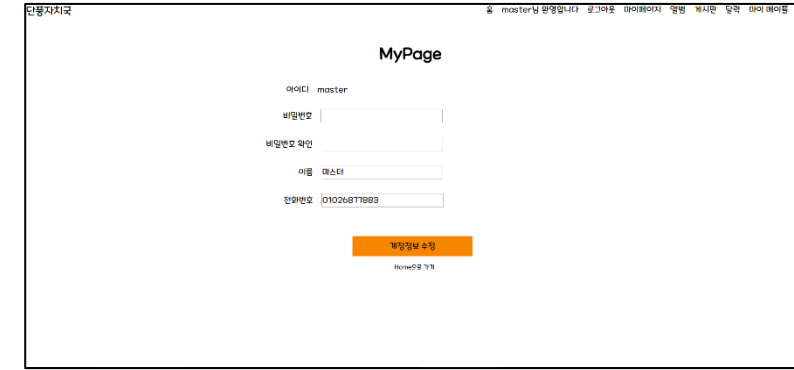 단풍자치국
홈 master님 환영합니다 로그아웃 마이페이지 앨범 게시판 달력 마이 메이플
MyPage
아이디 master
비밀번호
비밀번호 확인
이름 마스터
전화번호 01026877883
계정정보 수정
Home으로 가기